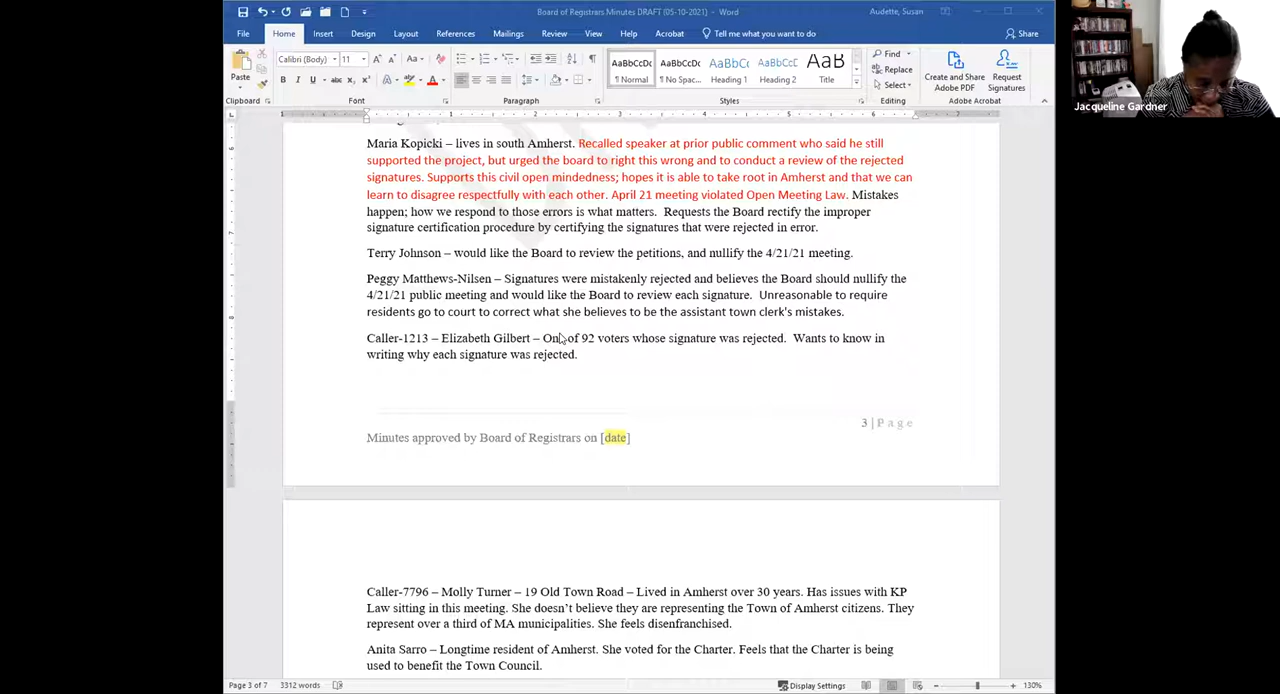 Board of Registrars Minutes DRAFT (05-10-2021) - Word
Audette, Susan
File Home Insert Design Layout References Mailings Review View Help Acrobat Tell me what you want to do Share
Paste
Calibri (Body) 11 A A Aa
B I U abc x₂ x² A A
Find
Replace
Select
AaBbCcDc AaBbCcDc AaBbC AaBbCcC AaB
¶ Normal ¶ No Spac... Heading 1 Heading 2 Title
Create and Share Adobe PDF
Request Signatures
Clipboard Font Paragraph Styles Editing Adobe Acrobat
Jacqueline Gardner
Maria Kopicki – lives in south Amherst. Recalled speaker at prior public comment who said he still
supported the project, but urged the board to right this wrong and to conduct a review of the rejected
signatures. Supports this civil open mindedness; hopes it is able to take root in Amherst and that we can
learn to disagree respectfully with each other. April 21 meeting violated Open Meeting Law. Mistakes
happen; how we respond to those errors is what matters. Requests the Board rectify the improper
signature certification procedure by certifying the signatures that were rejected in error.
Terry Johnson – would like the Board to review the petitions, and nullify the 4/21/21 meeting.
Peggy Matthews-Nilsen – Signatures were mistakenly rejected and believes the Board should nullify the
4/21/21 public meeting and would like the Board to review each signature. Unreasonable to require
residents go to court to correct what she believes to be the assistant town clerk's mistakes.
Caller-1213 – Elizabeth Gilbert – One of 92 voters whose signature was rejected. Wants to know in
writing why each signature was rejected.
3 | P a g e
Minutes approved by Board of Registrars on [date]
Caller-7796 – Molly Turner – 19 Old Town Road – Lived in Amherst over 30 years. Has issues with KP
Law sitting in this meeting. She doesn't believe they are representing the Town of Amherst citizens. They
represent over a third of MA municipalities. She feels disenfranchised.
Anita Sarro – Longtime resident of Amherst. She voted for the Charter. Feels that the Charter is being
used to benefit the Town Council.
Page 3 of 7 3312 words Display Settings 130%